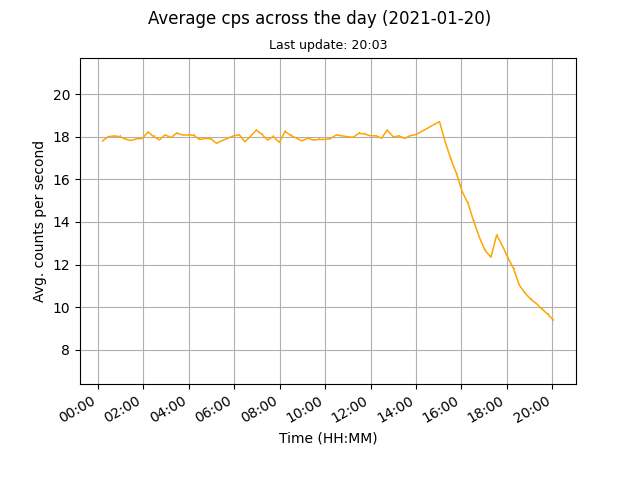 Average cps across the day (2021-01-20)
Last update: 20:03
20
18
16
14
12
10
8
Avg. counts per second
00:00 02:00 04:00 06:00 08:00 10:00 12:00 14:00 16:00 18:00 20:00
Time (HH:MM)